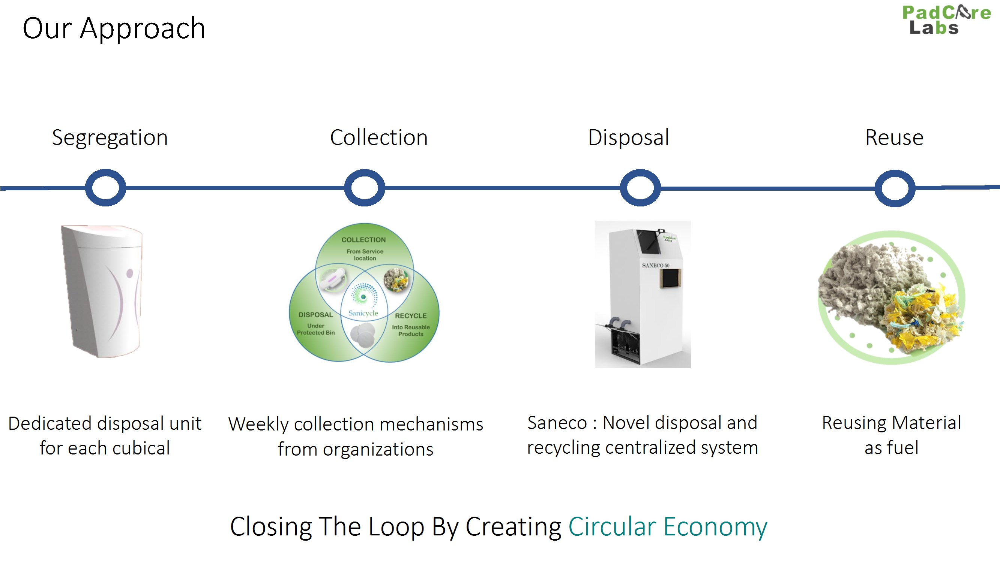 Our Approach
PadCare
Labs
Segregation
Collection
Disposal
Reuse
COLLECTION
From Service
location
DISPOSAL
Under
Protected Bin
Sanicycle
RECYCLE
Into Reusable
Products
PadCare
Labs
SANECO 50
Dedicated disposal unit
for each cubical
Weekly collection mechanisms
from organizations
Saneco : Novel disposal and
recycling centralized system
Reusing Material
as fuel
Closing The Loop By Creating Circular Economy